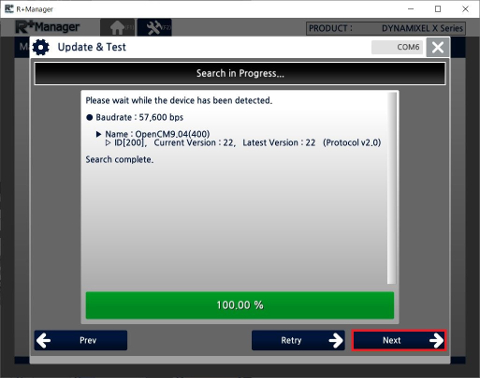 R+Manager
R+Manager
PRODUCT : DYNAMIXEL X Series
Update & Test
COM6
Search in Progress...
Please wait while the device has been detected.
● Baudrate : 57,600 bps
▶ Name : OpenCM9.04(400)
▷ ID[200], Current Version : 22, Latest Version : 22 (Protocol v2.0)
Search complete.
100.00 %
Prev
Retry
Next